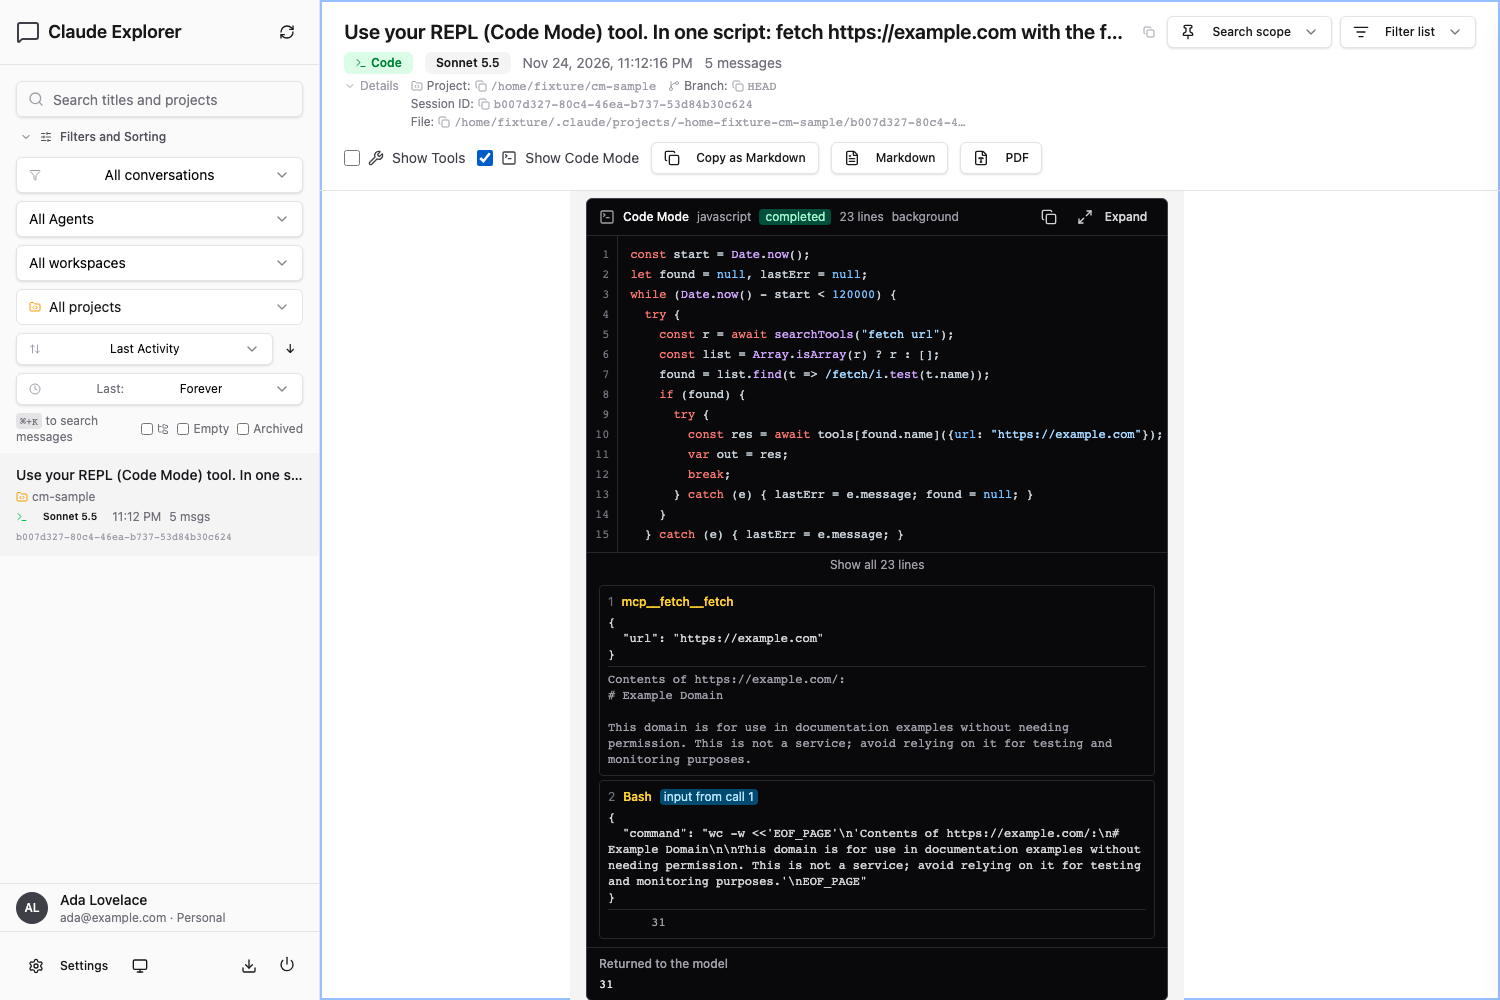 Claude Explorer
Search titles and projects
Filters and Sorting
All conversations
All Agents
All workspaces
All projects
Last Activity
Last: Forever
⌘+K to search messages
Empty
Archived
Use your REPL (Code Mode) tool. In one s...
cm-sample
Sonnet 5.5 11:12 PM 5 msgs
b007d327-80c4-46ea-b737-53d84b30c624
AL
Ada Lovelace
ada@example.com · Personal
Settings
Use your REPL (Code Mode) tool. In one script: fetch https://example.com with the f...
Search scope
Filter list
Code Sonnet 5.5 Nov 24, 2026, 11:12:16 PM 5 messages
Details Project: /home/fixture/cm-sample Branch: HEAD
Session ID: b007d327-80c4-46ea-b737-53d84b30c624
File: /home/fixture/.claude/projects/-home-fixture-cm-sample/b007d327-80c4-4…
Show Tools Show Code Mode Copy as Markdown Markdown PDF
Code Mode javascript completed 23 lines background Expand
1 const start = Date.now();
2 let found = null, lastErr = null;
3 while (Date.now() - start < 120000) {
4 try {
5 const r = await searchTools("fetch url");
6 const list = Array.isArray(r) ? r : [];
7 found = list.find(t => /fetch/i.test(t.name));
8 if (found) {
9 try {
10 const res = await tools[found.name]({url: "https://example.com"});
11 var out = res;
12 break;
13 } catch (e) { lastErr = e.message; found = null; }
14 }
15 } catch (e) { lastErr = e.message; }
Show all 23 lines
1 mcp__fetch__fetch
{
"url": "https://example.com"
}
Contents of https://example.com/:
# Example Domain
This domain is for use in documentation examples without needing
permission. This is not a service; avoid relying on it for testing and
monitoring purposes.
2 Bash input from call 1
{
"command": "wc -w <<'EOF_PAGE'\n'Contents of https://example.com/:\n#
Example Domain\n\nThis domain is for use in documentation examples without
needing permission. This is not a service; avoid relying on it for testing
and monitoring purposes.'\nEOF_PAGE"
}
31
Returned to the model
31